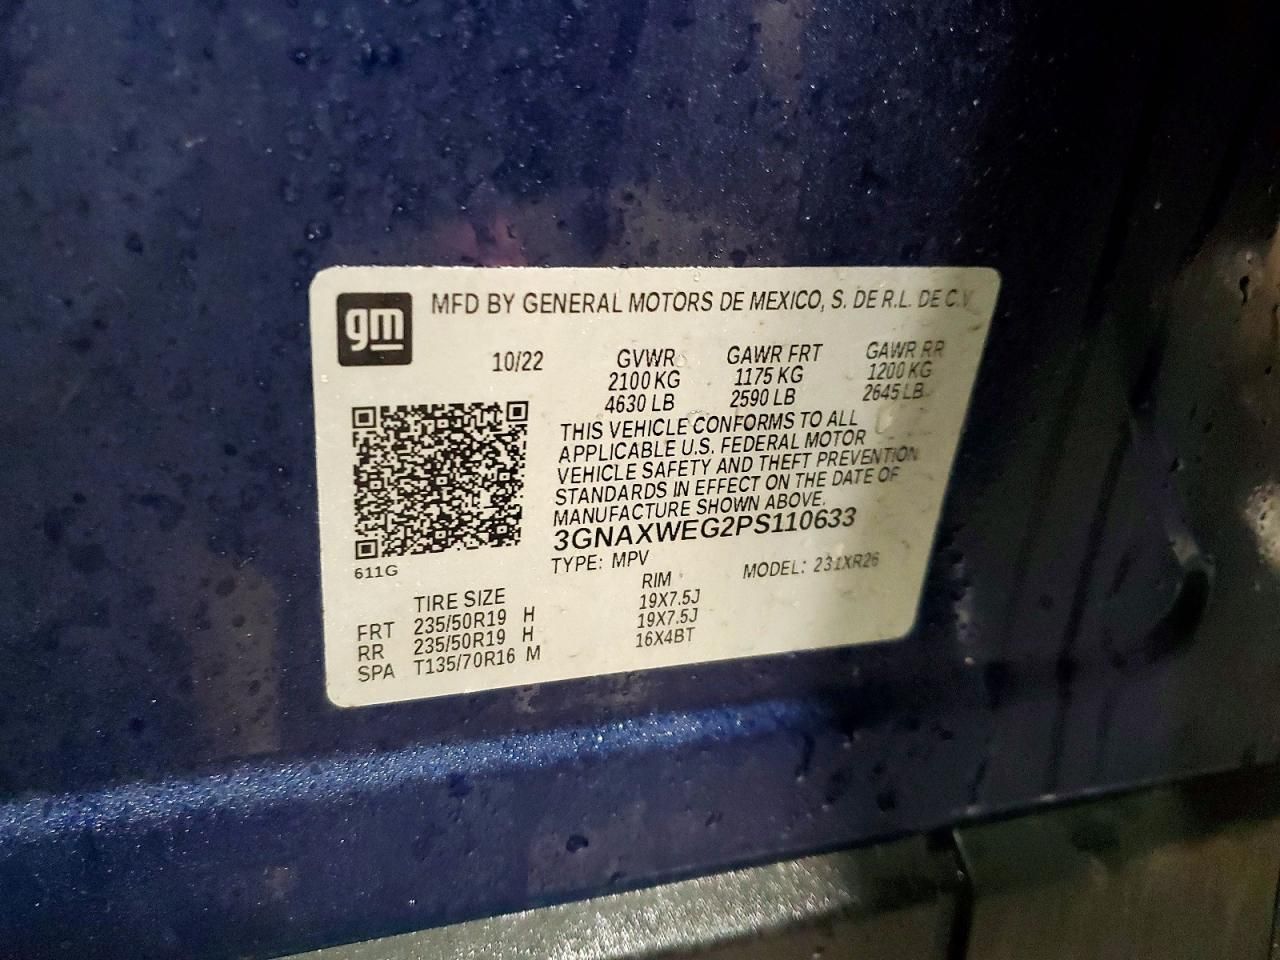 gm
MFD BY GENERAL MOTORS DE MEXICO, S. DE R.L. DE C.V.
10/22 GVWR GAWR FRT GAWR RR
2100 KG 1175 KG 1200 KG
4630 LB 2590 LB 2645 LB
THIS VEHICLE CONFORMS TO ALL
APPLICABLE U.S. FEDERAL MOTOR
VEHICLE SAFETY AND THEFT PREVENTION
STANDARDS IN EFFECT ON THE DATE OF
MANUFACTURE SHOWN ABOVE.
3GNAXWEG2PS110633
611G
TYPE: MPV MODEL: 231XR26
TIRE SIZE RIM
FRT 235/50R19 H 19X7.5J
RR 235/50R19 H 19X7.5J
SPA T135/70R16 M 16X4BT